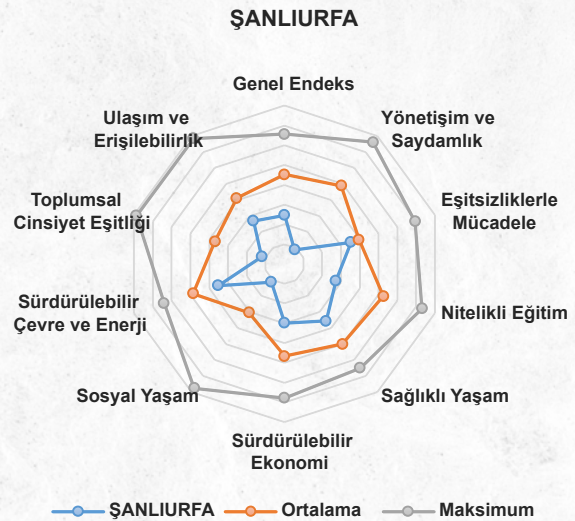 ŞANLIURFA
Genel Endeks
Ulaşım ve
Erişilebilirlik
Yönetişim ve
Saydamlık
Toplumsal
Cinsiyet Eşitliği
Eşitsizliklerle
Mücadele
Sürdürülebilir
Çevre ve Enerji
Nitelikli Eğitim
Sosyal Yaşam
Sağlıklı Yaşam
Sürdürülebilir
Ekonomi
ŞANLIURFA Ortalama Maksimum